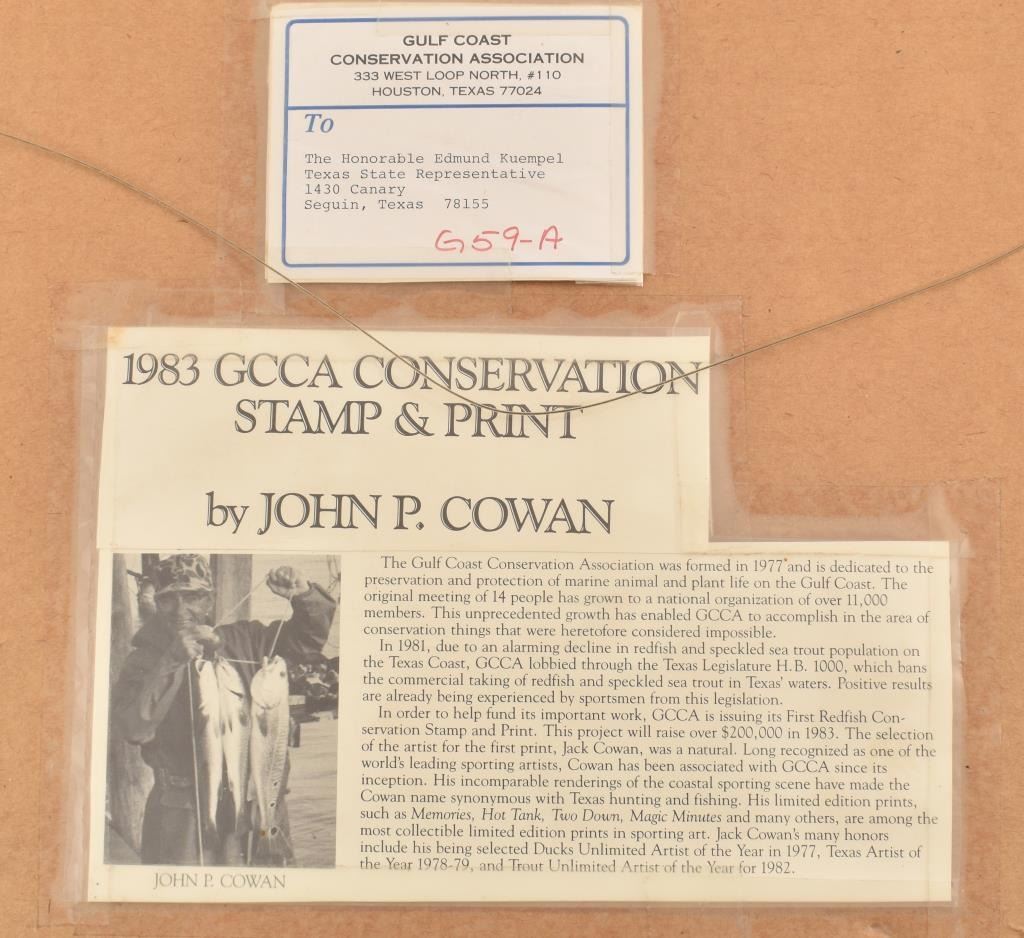 GULF COAST
CONSERVATION ASSOCIATION
333 WEST LOOP NORTH, #110
HOUSTON, TEXAS 77024
To
The Honorable Edmund Kuempel
Texas State Representative
1430 Canary
Seguin, Texas 78155
G59-A
1983 GCCA CONSERVATION
STAMP & PRINT
by JOHN P. COWAN
The Gulf Coast Conservation Association was formed in 1977 and is dedicated to the
preservation and protection of marine animal and plant life on the Gulf Coast. The
original meeting of 14 people has grown to a national organization of over 11,000
members. This unprecedented growth has enabled GCCA to accomplish in the area of
conservation things that were heretofore considered impossible.
In 1981, due to an alarming decline in redfish and speckled sea trout population on
the Texas Coast, GCCA lobbied through the Texas Legislature H.B. 1000, which bans
the commercial taking of redfish and speckled sea trout in Texas' waters. Positive results
are already being experienced by sportsmen from this legislation.
In order to help fund its important work, GCCA is issuing its First Redfish Con-
servation Stamp and Print. This project will raise over $200,000 in 1983. The selection
of the artist for the first print, Jack Cowan, was a natural. Long recognized as one of the
world's leading sporting artists, Cowan has been associated with GCCA since its
inception. His incomparable renderings of the coastal sporting scene have made the
Cowan name synonymous with Texas hunting and fishing. His limited edition prints,
such as Memories, Hot Tank, Two Down, Magic Minutes and many others, are among the
most collectible limited edition prints in sporting art. Jack Cowan's many honors
include his being selected Ducks Unlimited Artist of the Year in 1977, Texas Artist of
the Year 1978-79, and Trout Unlimited Artist of the Year for 1982.
JOHN P. COWAN